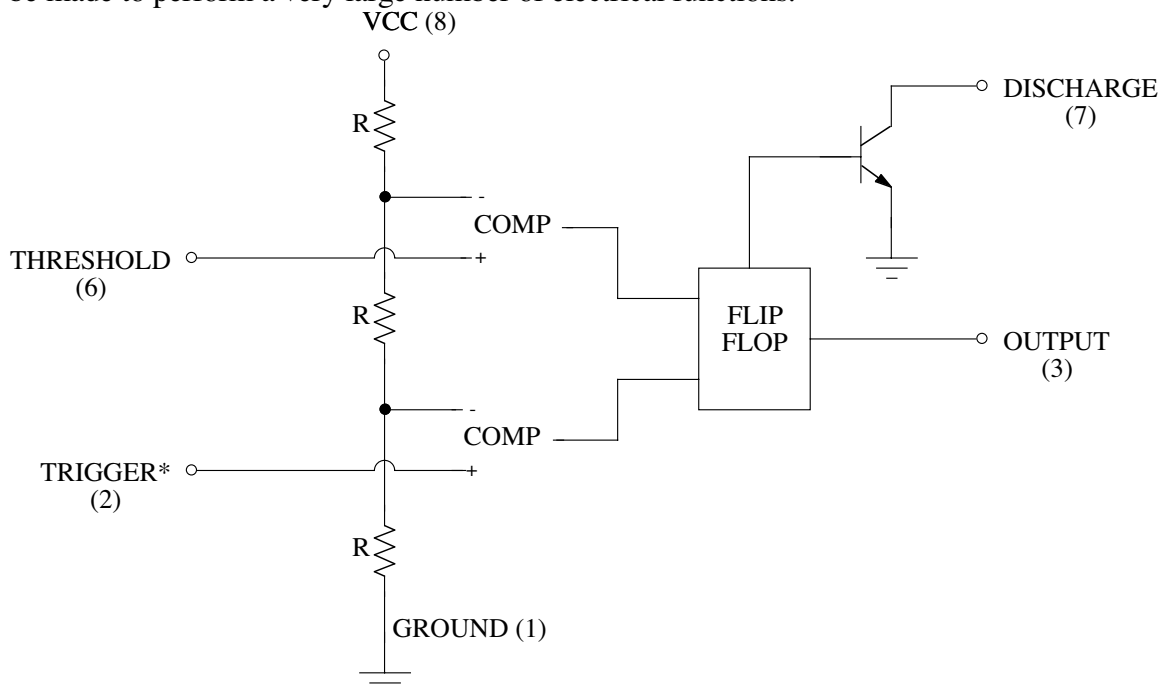 be made to perform a very large number of electrical functions.
VCC (8)
DISCHARGE
(7)
R
-
COMP
THRESHOLD
(6)
+
R
FLIP
FLOP
OUTPUT
(3)
-
COMP
TRIGGER*
(2)
+
R
GROUND (1)